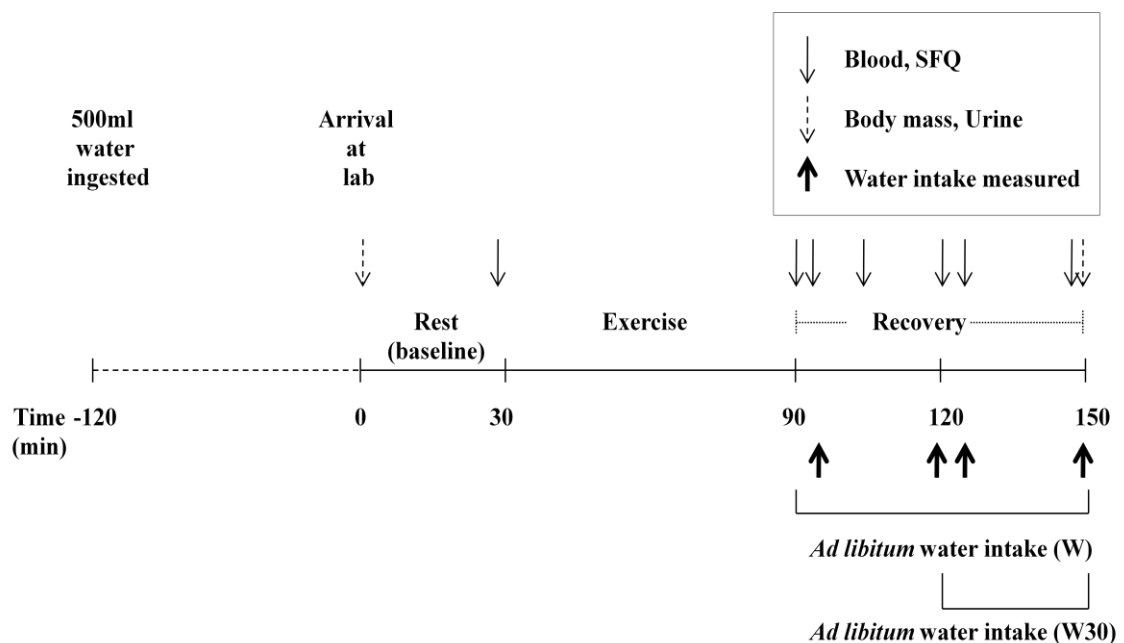 Blood, SFQ
Body mass, Urine
Water intake measured
500ml
water
ingested
Arrival
at
lab
Rest
(baseline)
Exercise
Recovery
Time -120
(min)
0
30
90
120
150
Ad libitum water intake (W)
Ad libitum water intake (W30)